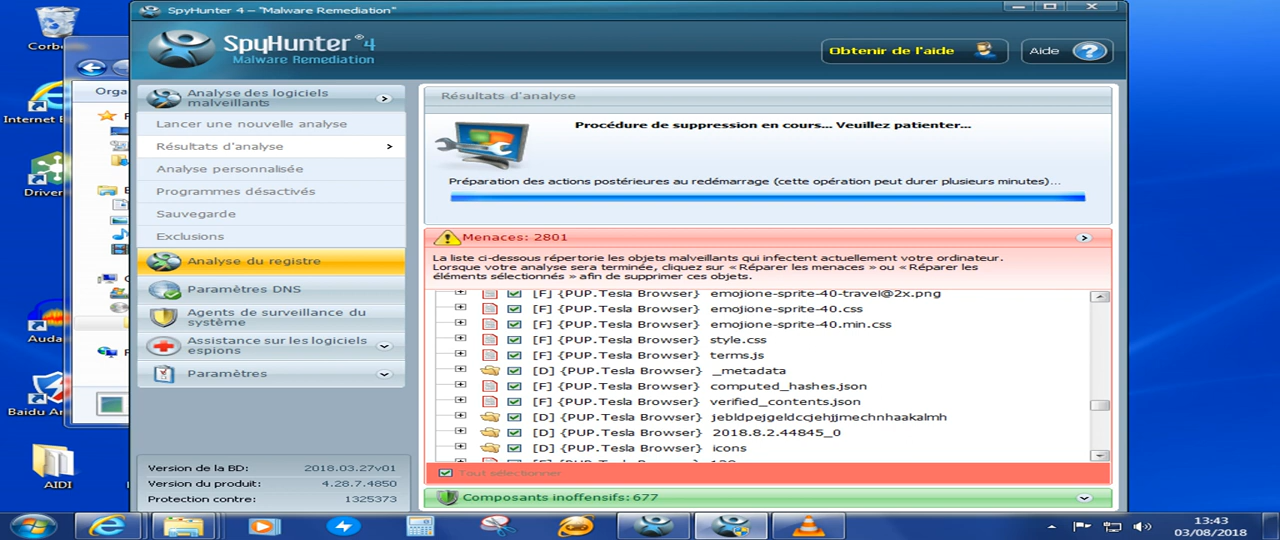 SpyHunter 4 – "Malware Remediation"
SpyHunter® 4
Malware Remediation
Obtenir de l'aide
Aide
Analyse des logiciels
malveillants
Lancer une nouvelle analyse
Résultats d'analyse
Analyse personnalisée
Programmes désactivés
Sauvegarde
Exclusions
Analyse du registre
Paramètres DNS
Agents de surveillance du
système
Assistance sur les logiciels
espions
Paramètres
Version de la BD: 2018.03.27v01
Version du produit: 4.28.7.4850
Protection contre: 1325373
Résultats d'analyse
Procédure de suppression en cours... Veuillez patienter...
Préparation des actions postérieures au redémarrage (cette opération peut durer plusieurs minutes)...
Menaces: 2801
La liste ci-dessous répertorie les objets malveillants qui infectent actuellement votre ordinateur.
Lorsque votre analyse sera terminée, cliquez sur « Réparer les menaces » ou « Réparer les
éléments sélectionnés » afin de supprimer ces objets.
[F] {PUP.Tesla Browser} emojione-sprite-40-travel@2x.png
[F] {PUP.Tesla Browser} emojione-sprite-40.css
[F] {PUP.Tesla Browser} emojione-sprite-40.min.css
[F] {PUP.Tesla Browser} style.css
[F] {PUP.Tesla Browser} terms.js
[D] {PUP.Tesla Browser} _metadata
[F] {PUP.Tesla Browser} computed_hashes.json
[F] {PUP.Tesla Browser} verified_contents.json
[D] {PUP.Tesla Browser} jebldpejgeldccjehjjmechnhaakalmh
[D] {PUP.Tesla Browser} 2018.8.2.44845_0
[D] {PUP.Tesla Browser} icons
Tout sélectionner
Composants inoffensifs: 677
Corbe
Orga
Internet E
Driver
Auda
Baidu An
AIDI
13:43
03/08/2018